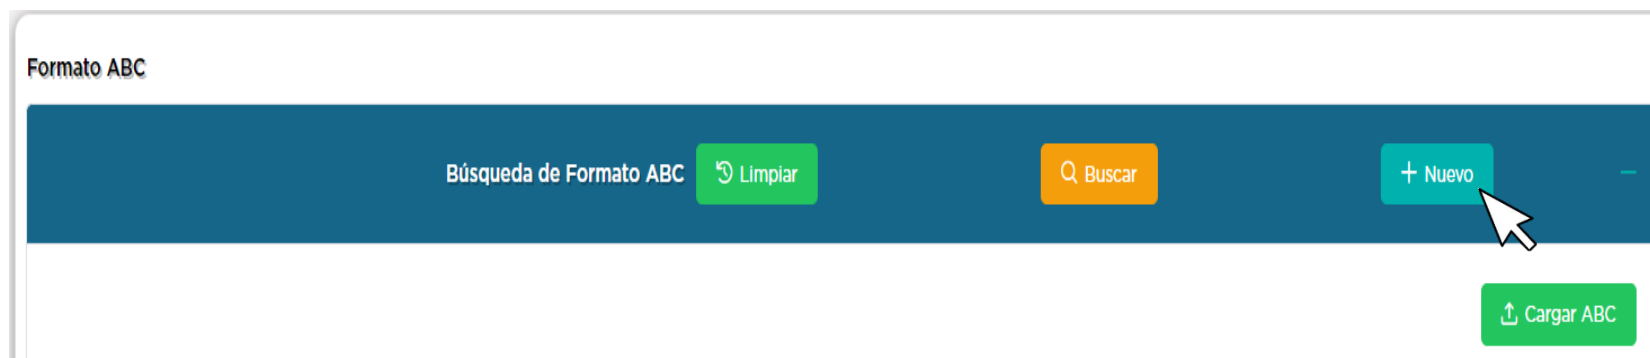 Formato ABC
Búsqueda de Formato ABC Limpiar Buscar Nuevo
Cargar ABC